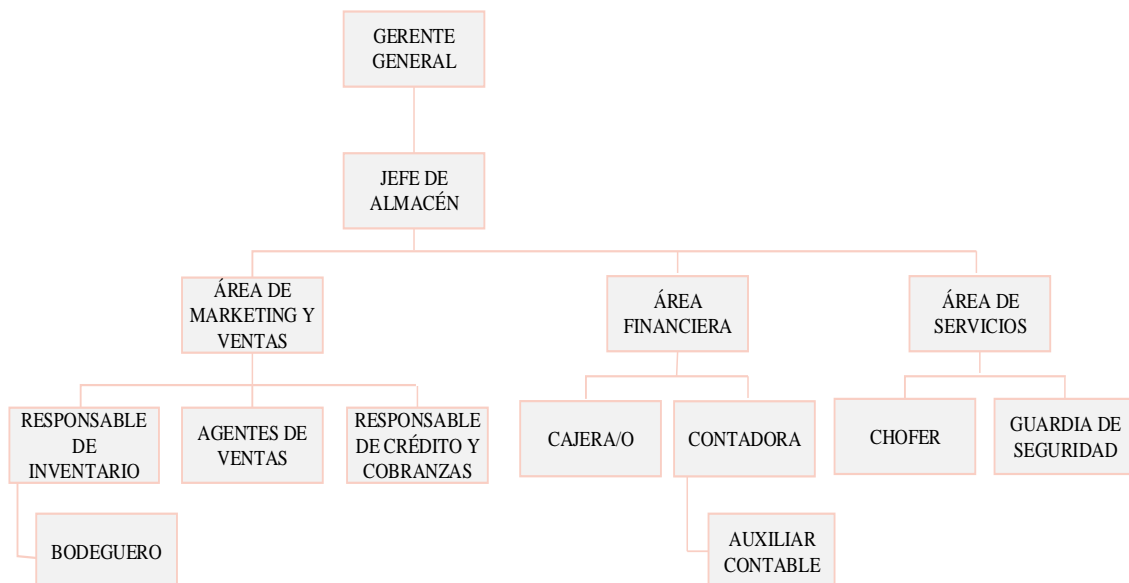 GERENTE
GENERAL
JEFE DE
ALMACÉN
ÁREA DE
MARKETING Y
VENTAS
ÁREA
FINANCIERA
ÁREA DE
SERVICIOS
RESPONSABLE
DE
INVENTARIO
AGENTES DE
VENTAS
RESPONSABLE
DE CRÉDITO Y
COBRANZAS
CAJERA/O
CONTADORA
CHOFER
GUARDIA DE
SEGURIDAD
BODEGUERO
AUXILIAR
CONTABLE